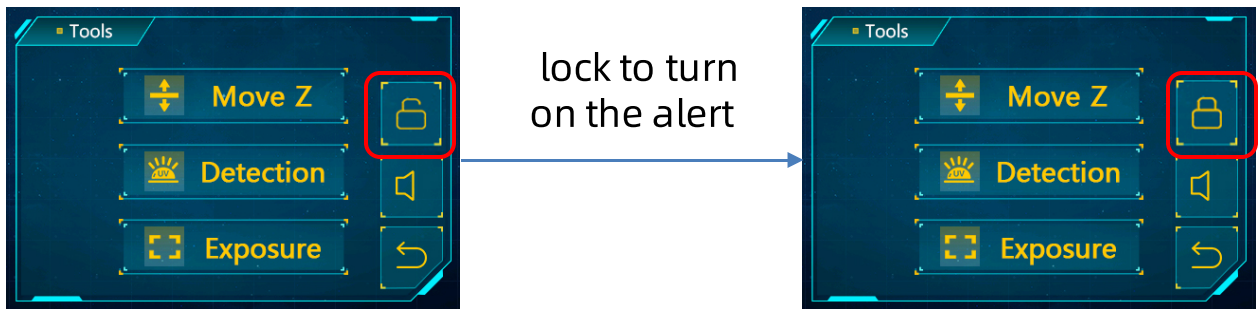 Tools
Move Z
UV
Detection
Exposure
lock to turn
on the alert
Tools
Move Z
UV
Detection
Exposure